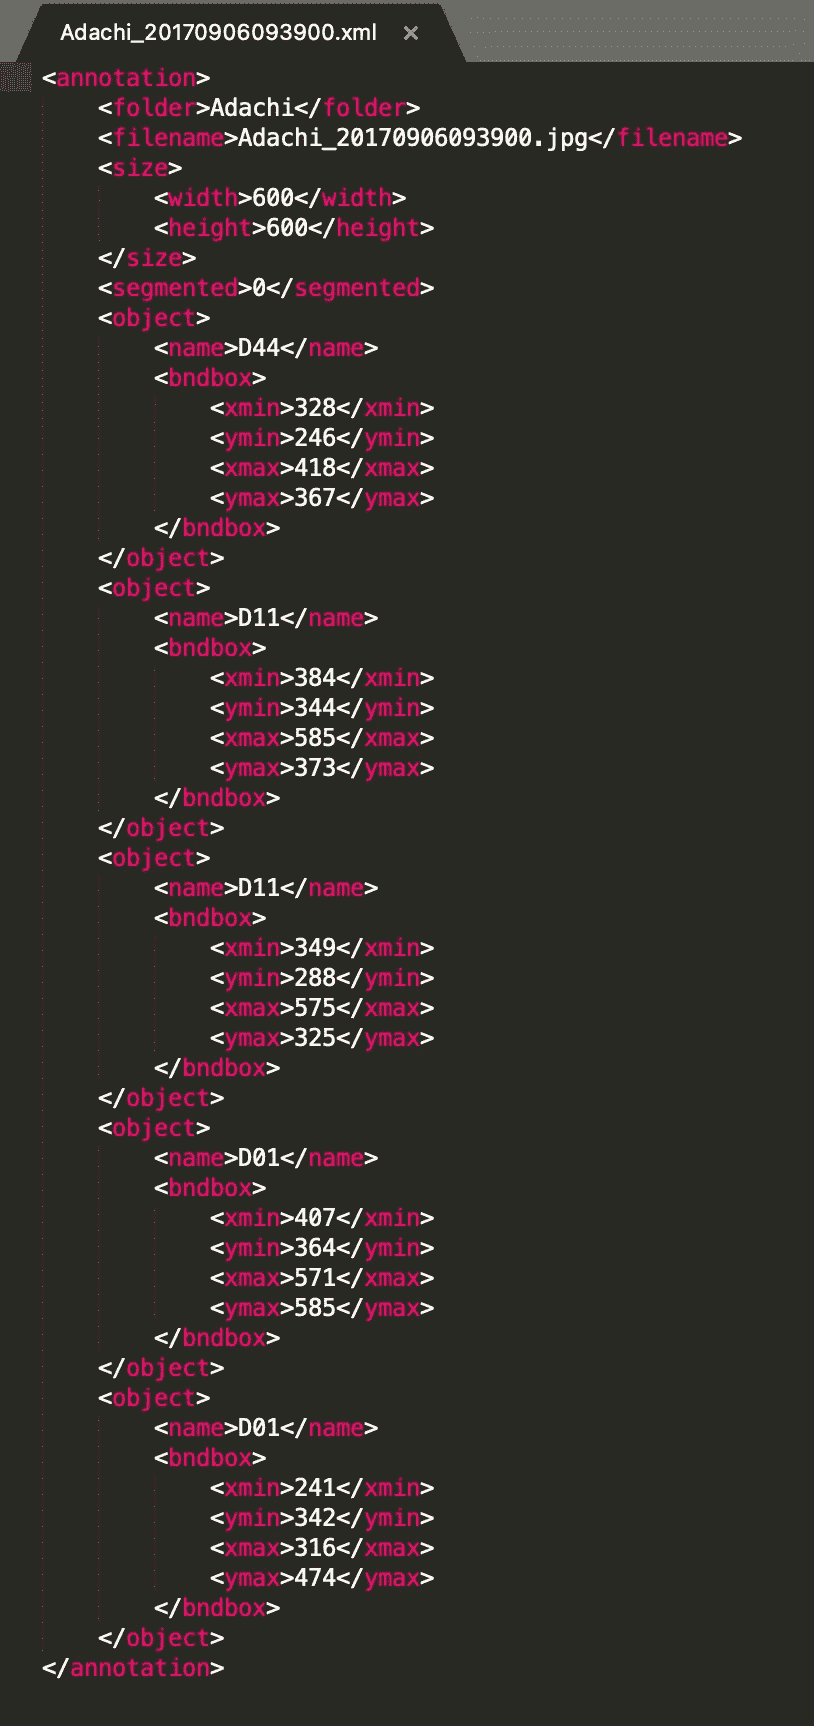 Adachi_20170906093900.xml ×
<annotation>
    <folder>Adachi</folder>
    <filename>Adachi_20170906093900.jpg</filename>
    <size>
        <width>600</width>
        <height>600</height>
    </size>
    <segmented>0</segmented>
    <object>
        <name>D44</name>
        <bndbox>
            <xmin>328</xmin>
            <ymin>246</ymin>
            <xmax>418</xmax>
            <ymax>367</ymax>
        </bndbox>
    </object>
    <object>
        <name>D11</name>
        <bndbox>
            <xmin>384</xmin>
            <ymin>344</ymin>
            <xmax>585</xmax>
            <ymax>373</ymax>
        </bndbox>
    </object>
    <object>
        <name>D11</name>
        <bndbox>
            <xmin>349</xmin>
            <ymin>288</ymin>
            <xmax>575</xmax>
            <ymax>325</ymax>
        </bndbox>
    </object>
    <object>
        <name>D01</name>
        <bndbox>
            <xmin>407</xmin>
            <ymin>364</ymin>
            <xmax>571</xmax>
            <ymax>585</ymax>
        </bndbox>
    </object>
    <object>
        <name>D01</name>
        <bndbox>
            <xmin>241</xmin>
            <ymin>342</ymin>
            <xmax>316</xmax>
            <ymax>474</ymax>
        </bndbox>
    </object>
</annotation>